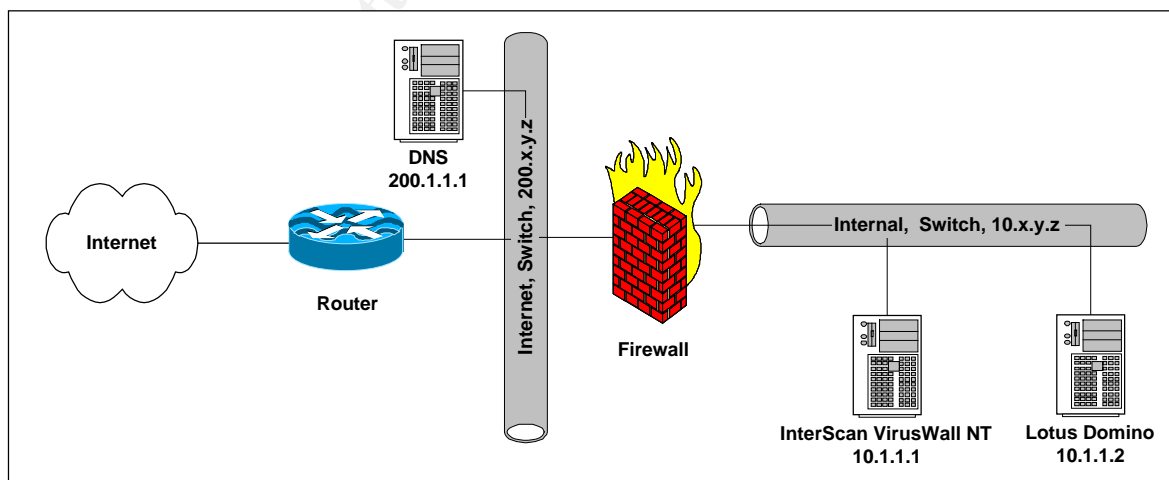 DNS
200.1.1.1
Internet, Switch, 200.x.y.z
Internet
Router
Firewall
Internal, Switch, 10.x.y.z
InterScan VirusWall NT
10.1.1.1
Lotus Domino
10.1.1.2